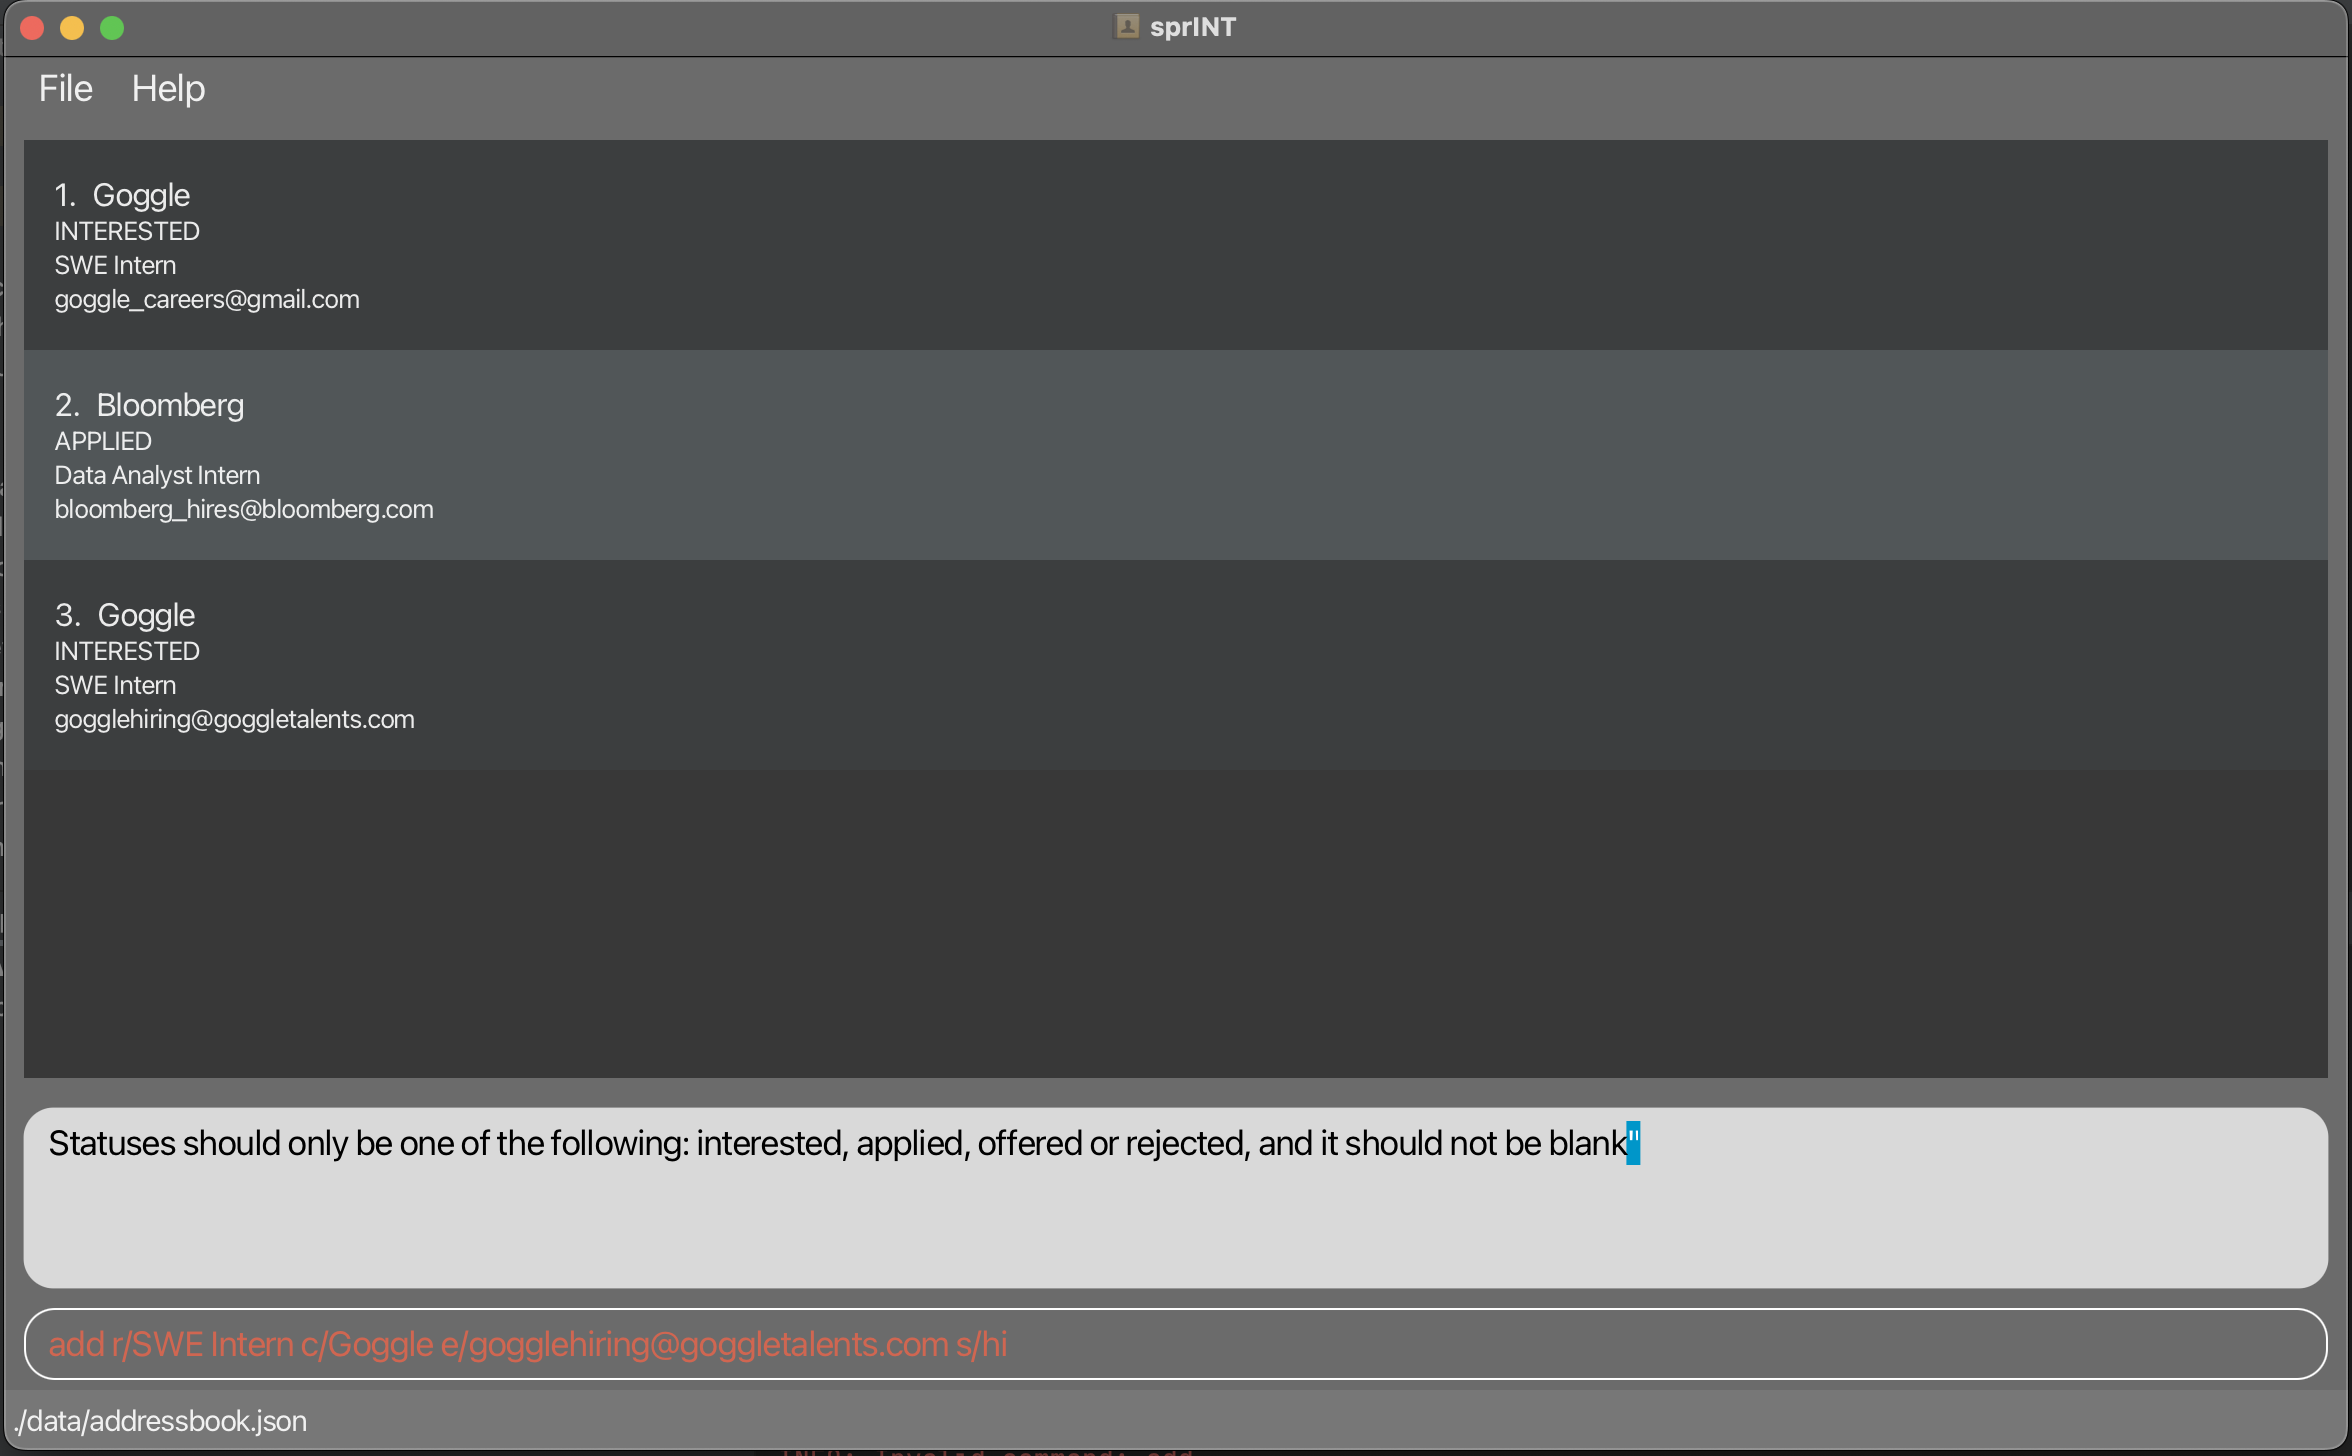 sprINT
File Help
1. Goggle
INTERESTED
SWE Intern
goggle_careers@gmail.com
2. Bloomberg
APPLIED
Data Analyst Intern
bloomberg_hires@bloomberg.com
3. Goggle
INTERESTED
SWE Intern
gogglehiring@goggletalents.com
Statuses should only be one of the following: interested, applied, offered or rejected, and it should not be blank"
add r/SWE Intern c/Goggle e/gogglehiring@goggletalents.com s/hi
./data/addressbook.json